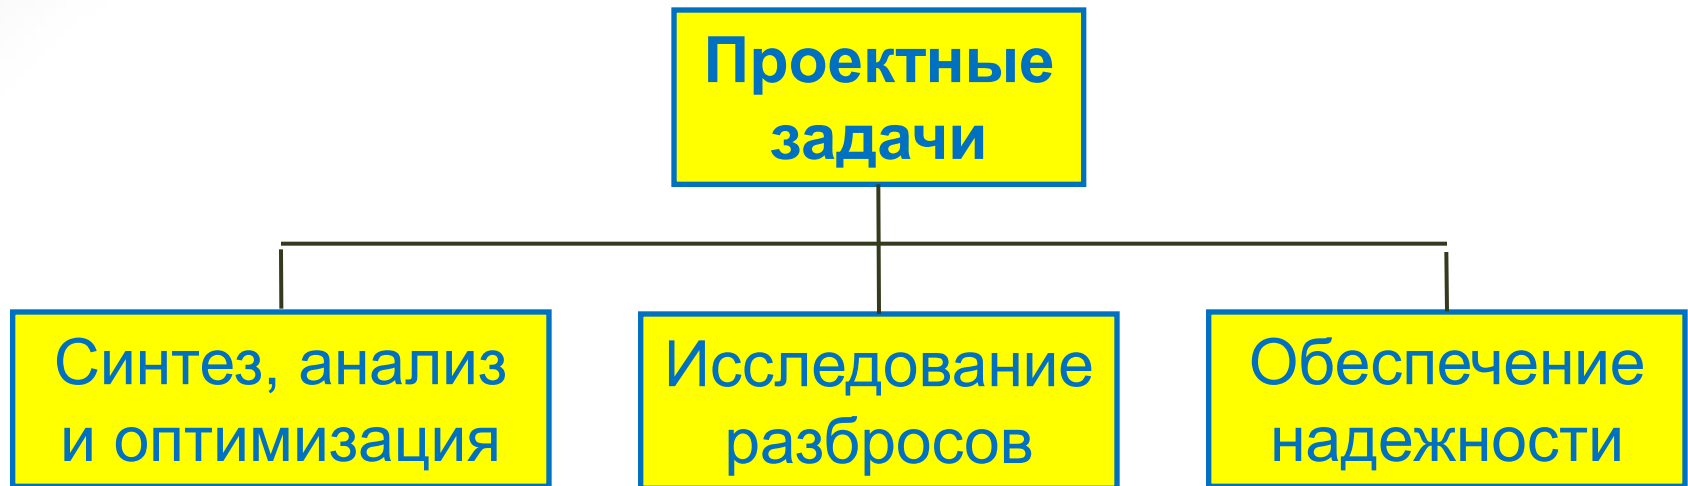 Проектные
задачи
Синтез, анализ
и оптимизация
Исследование
разбросов
Обеспечение
надежности